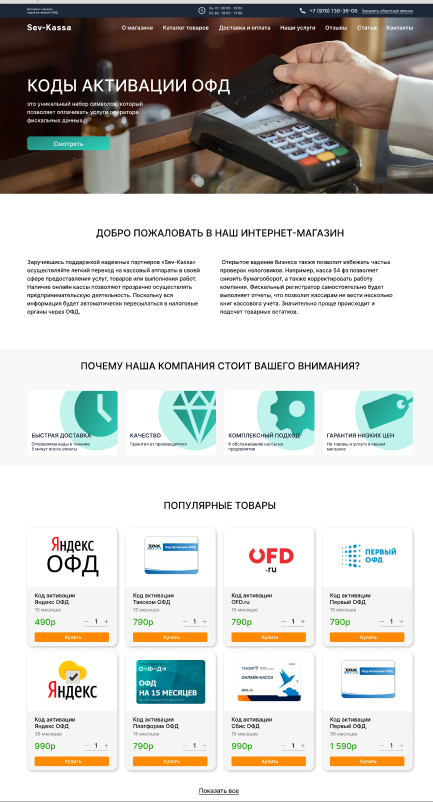 Интернет-магазин
Пн-Пт: 09:00 - 19:00
+7 (978) 136-36-06 Заказать обратный звонок
Sev-Kassa
О магазине Каталог товаров Доставка и оплата Наши услуги Отзывы Статьи Контакты
КОДЫ АКТИВАЦИИ ОФД
это уникальный набор символов, который
позволяет оплачивать услуги оператора
фискальных данных
Смотреть
ДОБРО ПОЖАЛОВАТЬ В НАШ ИНТЕРНЕТ-МАГАЗИН
Заручившись поддержкой надежных партнеров «Sev-Kassa»
осуществляйте легкий переход на кассовый аппараты в своей
сфере предоставления услуг, товаров или выполнения работ.
Наличие онлайн кассы позволяют прозрачно осуществлять
предпринимательскую деятельность. Поскольку вся
информация будет автоматически пересылаться в налоговые
органы через ОФД.
Открытое ведение бизнеса также позволит избежать частых
проверок налоговиков. Например, касса 54 фз позволяет
снизить бумагооборот, а также корректировать работу
компании. Фискальный регистратор самостоятельно будет
выполняет отчеты, что позволит кассирам не вести несколько
книг кассового учета. Значительно проще происходит и
подсчет товарных остатков.
ПОЧЕМУ НАША КОМПАНИЯ СТОИТ ВАШЕГО ВНИМАНИЯ?
БЫСТРАЯ ДОСТАВКА
Отправляем коды в течение
5 минут после оплаты
КАЧЕСТВО
Гарантия от производителя
КОМПЛЕКСНЫЙ ПОДХОД
К обслуживанию кассы на
предприятие
ГАРАНТИЯ НИЗКИХ ЦЕН
На товары и услуги в нашем
магазине
ПОПУЛЯРНЫЕ ТОВАРЫ
Яндекс
ОФД
Код активации
Яндекс ОФД
15 месяцев
490р
− 1 +
Купить
Код активации ОФД
Код активации
Такском ОФД
15 месяцев
790р
− 1 +
Купить
OFD
.ru
Код активации
OFD.ru
15 месяцев
790р
− 1 +
Купить
ПЕРВЫЙ
ОФД
Код активации
Первый ОФД
15 месяцев
790р
− 1 +
Купить
Яндекс
Код активации
Яндекс ОФД
36 месяцев
990р
− 1 +
Купить
ОФД
НА 15 МЕСЯЦЕВ
Код активации
Платформа ОФД
15 месяцев
790р
− 1 +
Купить
ТЕНЗОР
ОНЛАЙН-КАССА
Код активации
Сбис ОФД
15 месяцев
990р
− 1 +
Купить
Код активации ОФД
Код активации
Первый ОФД
36 месяцев
1 590р
− 1 +
Купить
Показать все